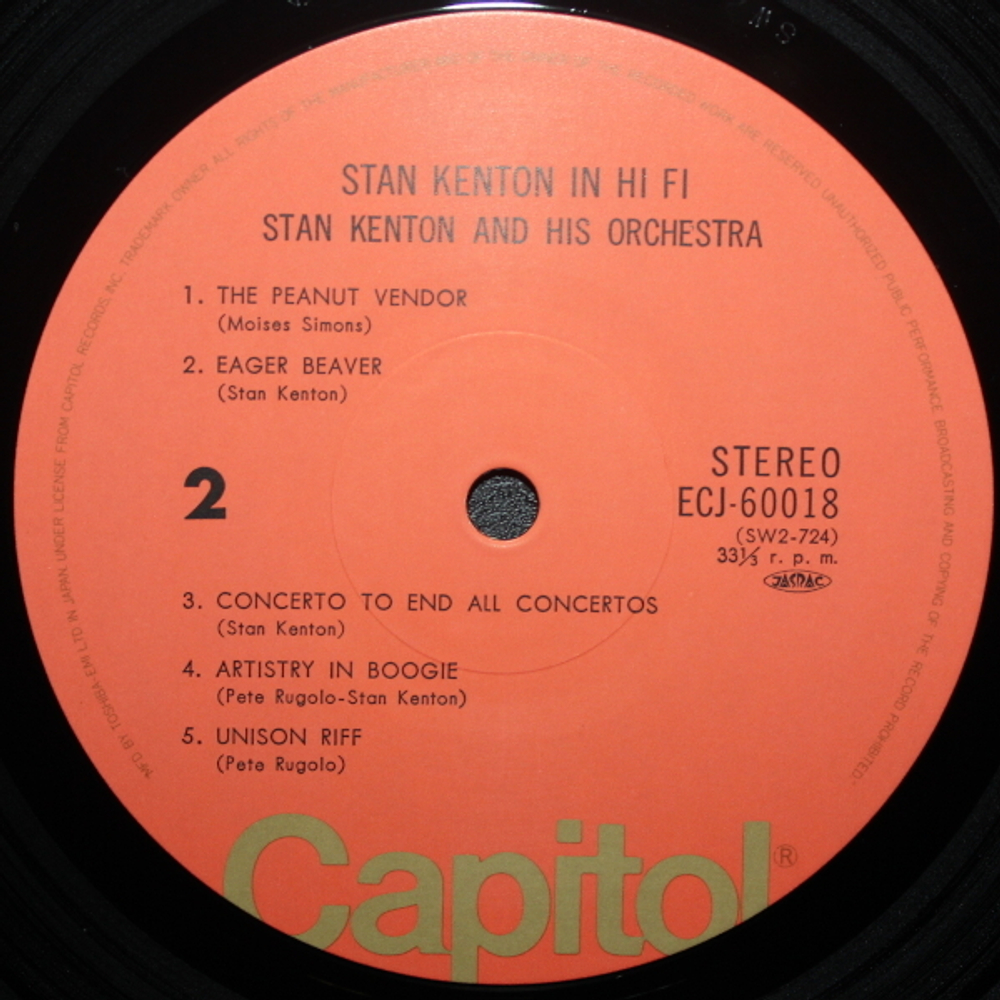 MF'D BY TOSHIBA-EMI LTD IN JAPAN UNDER LICENSE FROM CAPITOL RECORDS, INC. TRADEMARK OWNER ALL RIGHTS OF THE MANUFACTURER AND OF THE OWNER OF THE RECORDED WORK ARE RESERVED UNAUTHORIZED PUBLIC PERFORMANCE BROADCASTING AND COPYING OF THE RECORD PROHIBITED.
STAN KENTON IN HI FI
STAN KENTON AND HIS ORCHESTRA
1. THE PEANUT VENDOR
(Moises Simons)
2. EAGER BEAVER
(Stan Kenton)
2
STEREO
ECJ-60018
(SW2-724)
33⅓ r. p. m.
JASRAC
3. CONCERTO TO END ALL CONCERTOS
(Stan Kenton)
4. ARTISTRY IN BOOGIE
(Pete Rugolo-Stan Kenton)
5. UNISON RIFF
(Pete Rugolo)
Capitol®